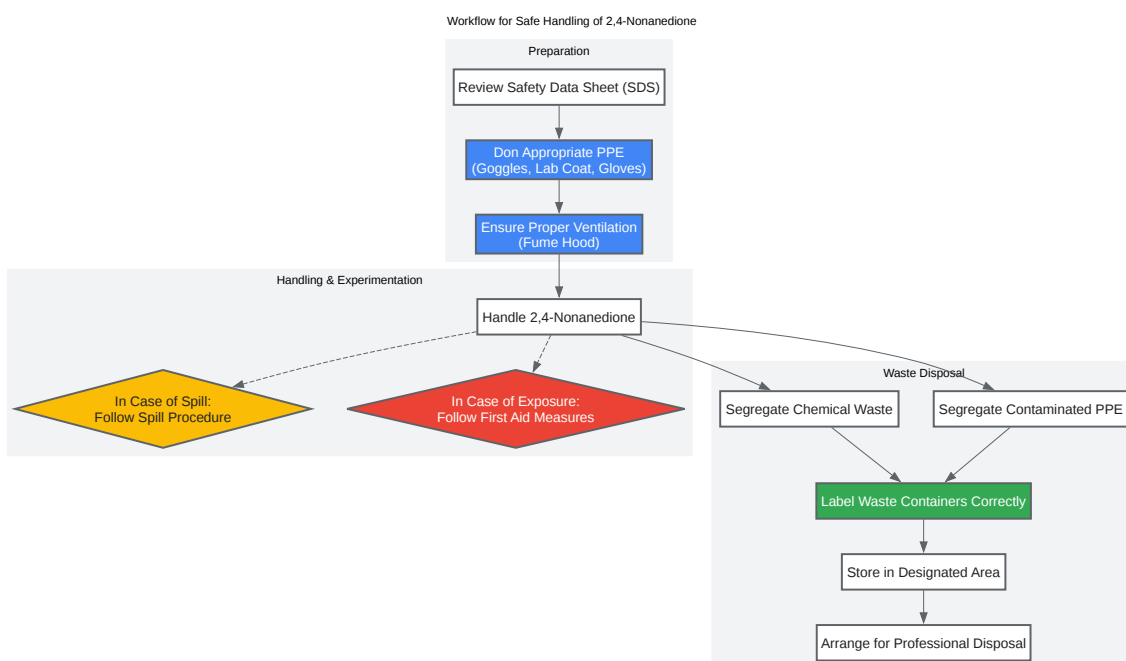 Workflow for Safe Handling of 2,4-Nonanedione
Preparation
Review Safety Data Sheet (SDS)
Don Appropriate PPE
(Goggles, Lab Coat, Gloves)
Ensure Proper Ventilation
(Fume Hood)
Handling & Experimentation
Handle 2,4-Nonanedione
In Case of Spill:
Follow Spill Procedure
In Case of Exposure:
Follow First Aid Measures
Waste Disposal
Segregate Chemical Waste
Segregate Contaminated PPE
Label Waste Containers Correctly
Store in Designated Area
Arrange for Professional Disposal